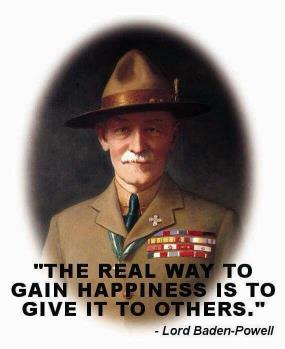 "THE REAL WAY TO
GAIN HAPPINESS IS TO
GIVE IT TO OTHERS."
- Lord Baden-Powell